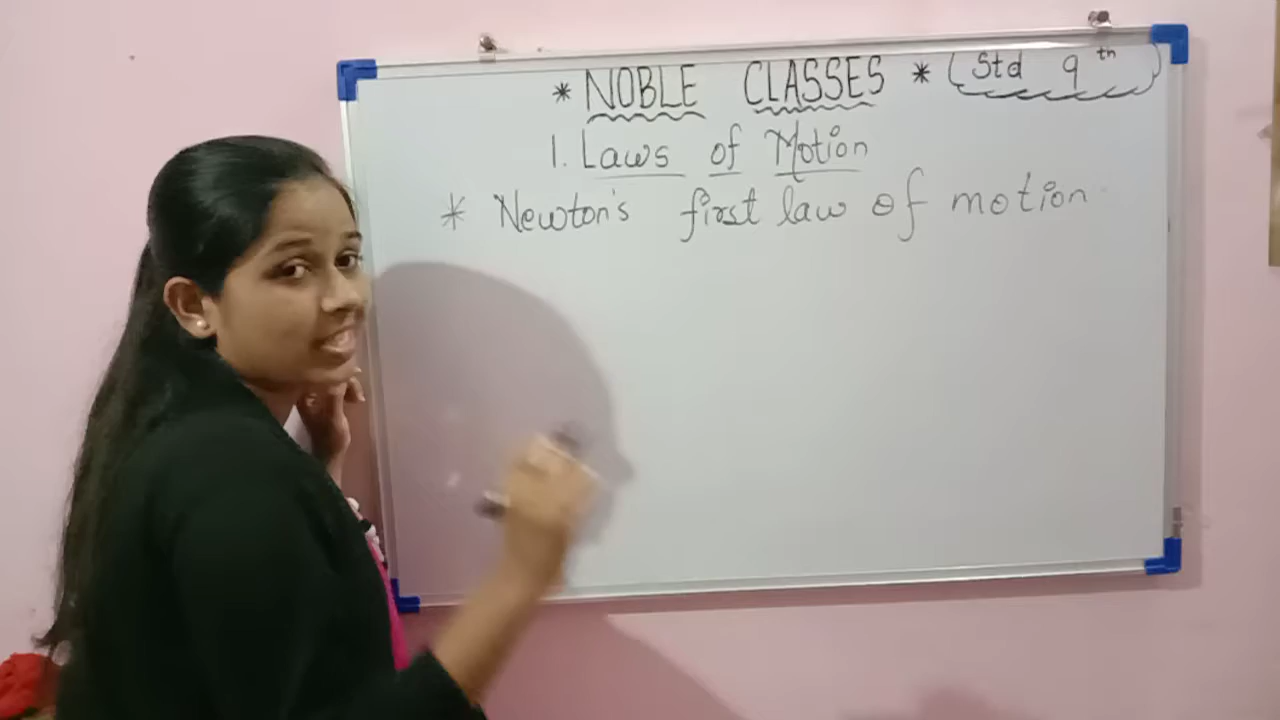 * NOBLE CLASSES * (Std 9th)
1. Laws of Motion
* Newton's first law of motion